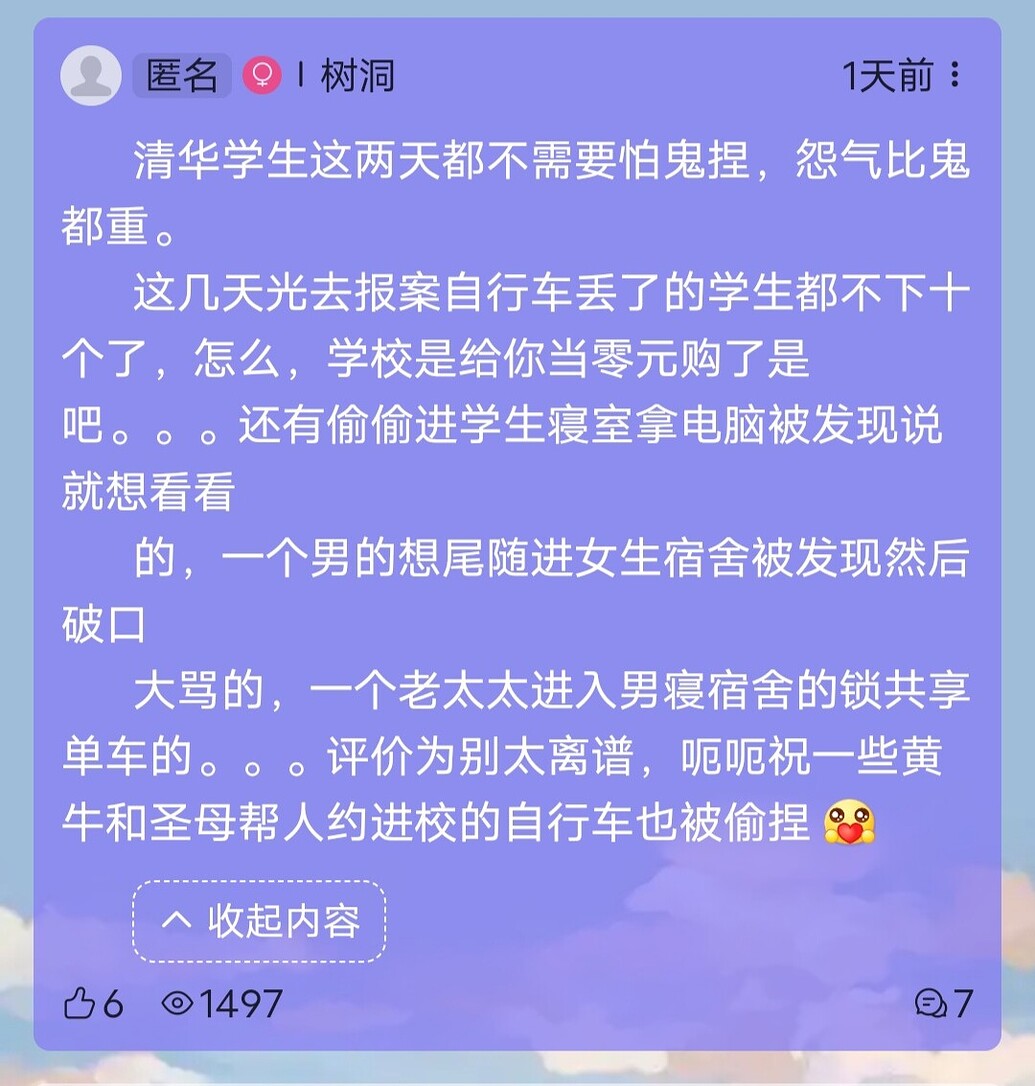 匿名 | 树洞 1天前
清华学生这两天都不需要怕鬼捏，怨气比鬼
都重。
这几天光去报案自行车丢了的学生都不下十
个了，怎么，学校是给你当零元购了是
吧。。。还有偷偷进学生寝室拿电脑被发现说
就想看看
的，一个男的想尾随进女生宿舍被发现然后
破口
大骂的，一个老太太进入男寝宿舍的锁共享
单车的。。。评价为别太离谱，呃呃祝一些黄
牛和圣母帮人约进校的自行车也被偷捏🥰
收起内容
6 1497 7